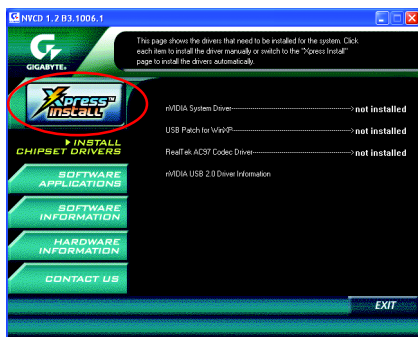 NVCD 1.2 B3.1006.1
GIGABYTE™
This page shows the drivers that need to be installed for the system. Click
each item to install the driver manually or switch to the "Xpress Install"
page to install the drivers automatically.
Xpress™
INSTALL
INSTALL
CHIPSET DRIVERS
SOFTWARE
APPLICATIONS
SOFTWARE
INFORMATION
HARDWARE
INFORMATION
CONTACT US
nVIDIA System Driver not installed
USB Patch for WinXP not installed
RealTek AC97 Codec Driver not installed
nVIDIA USB 2.0 Driver Information
EXIT